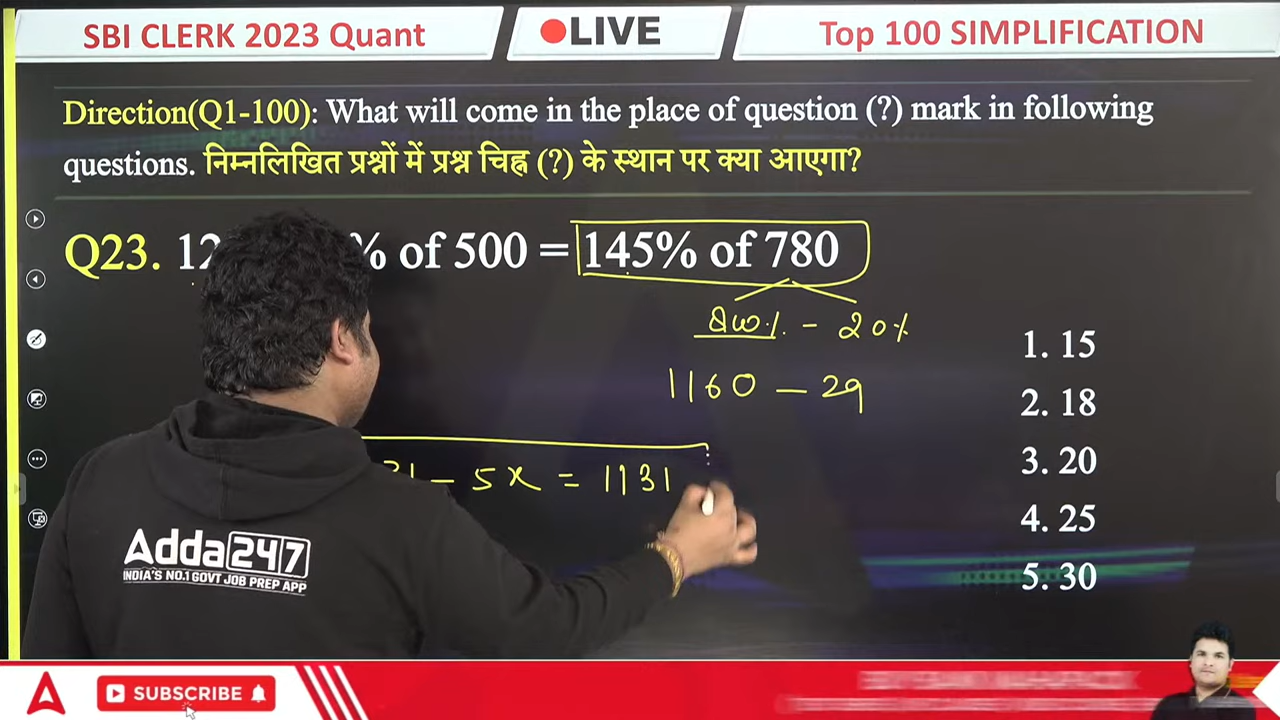 SBI CLERK 2023 Quant
LIVE
Top 100 SIMPLIFICATION
Direction(Q1-100): What will come in the place of question (?) mark in following
questions. निम्नलिखित प्रश्नों में प्रश्न चिह्न (?) के स्थान पर क्या आएगा?
Q23. 12 % of 500 = 145% of 780
- 20%
1160 - 29
- 5x = 1131
1. 15
2. 18
3. 20
4. 25
5. 30
Adda247
INDIA'S NO.1 GOVT JOB PREP APP
SUBSCRIBE